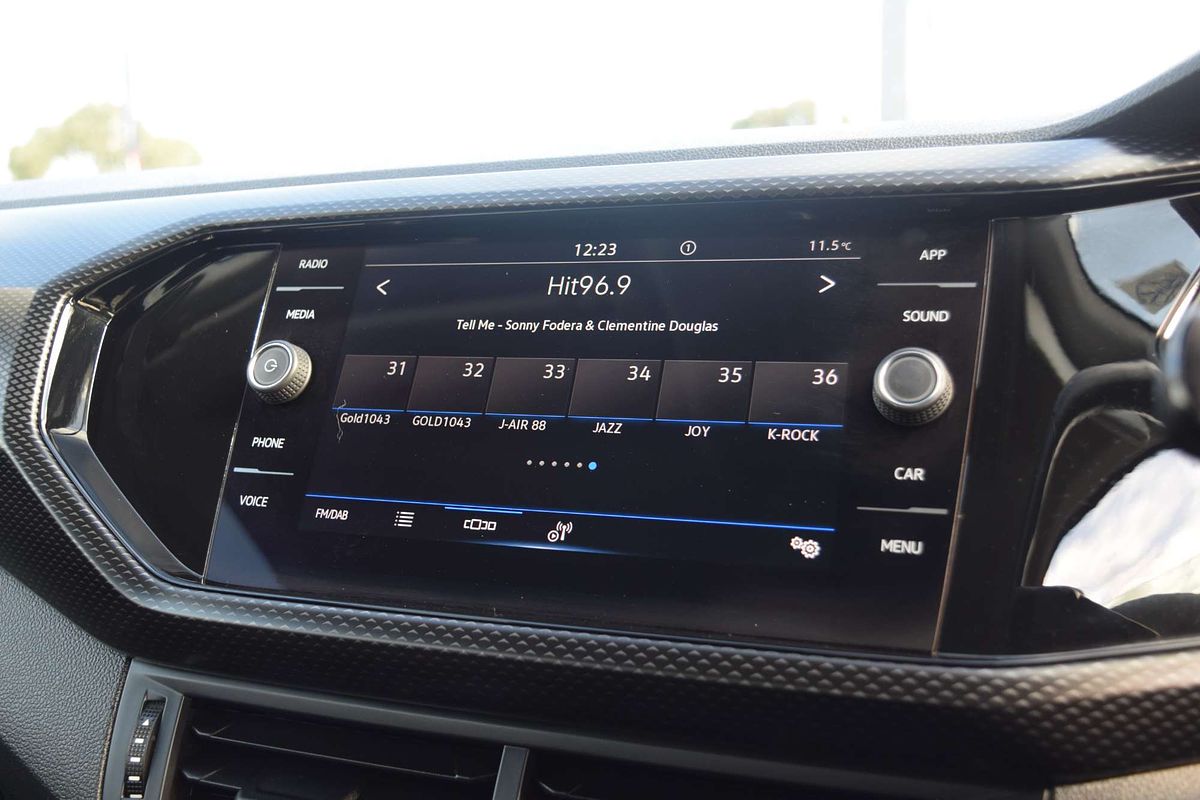 RADIO
MEDIA
PHONE
VOICE
12:23
1
11.5°C
< Hit96.9 >
Tell Me - Sonny Fodera & Clementine Douglas
31 32 33 34 35 36
Gold1043 GOLD1043 J-AIR 88 JAZZ JOY K-ROCK
FM/DAB
APP
SOUND
CAR
MENU